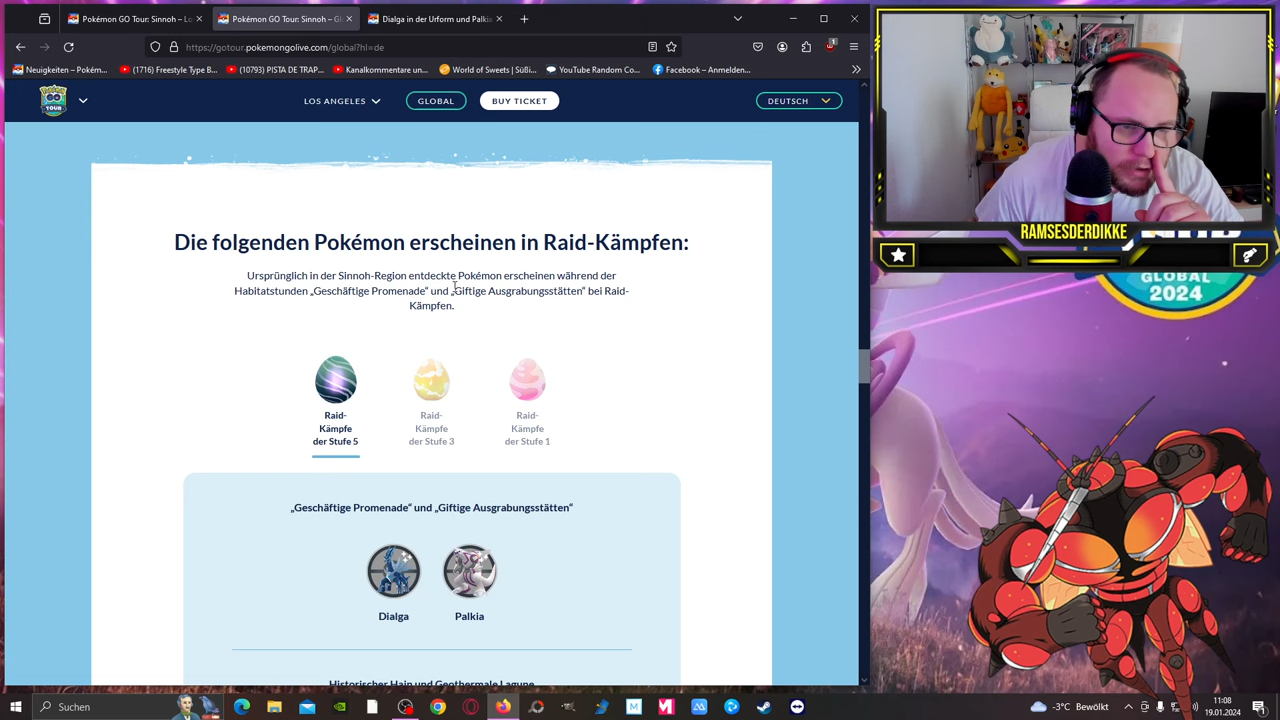 Pokémon GO Tour: Sinnoh – Lo
Pokémon GO Tour: Sinnoh – Gl
Dialga in der Urform und Palkia
https://gotour.pokemongolive.com/global?hl=de
1
Neuigkeiten – Pokém...
(1716) Freestyle Type B...
(10793) PISTA DE TRAP...
Kanalkommentare un...
World of Sweets | Süßi...
YouTube Random Co...
Facebook – Anmelden...
LOS ANGELES
GLOBAL
BUY TICKET
DEUTSCH
Die folgenden Pokémon erscheinen in Raid-Kämpfen:
Ursprünglich in der Sinnoh-Region entdeckte Pokémon erscheinen während der
Habitatstunden „Geschäftige Promenade“ und „Giftige Ausgrabungsstätten“ bei Raid-
Kämpfen.
Raid-
Kämpfe
der Stufe 5
Raid-
Kämpfe
der Stufe 3
Raid-
Kämpfe
der Stufe 1
„Geschäftige Promenade“ und „Giftige Ausgrabungsstätten“
Dialga
Palkia
Historischer Hain und Geothermale Lagune
RAMSESDERDIKKE
GLOBAL
2024
Suchen
-3°C Bewölkt
11:08
19.01.2024